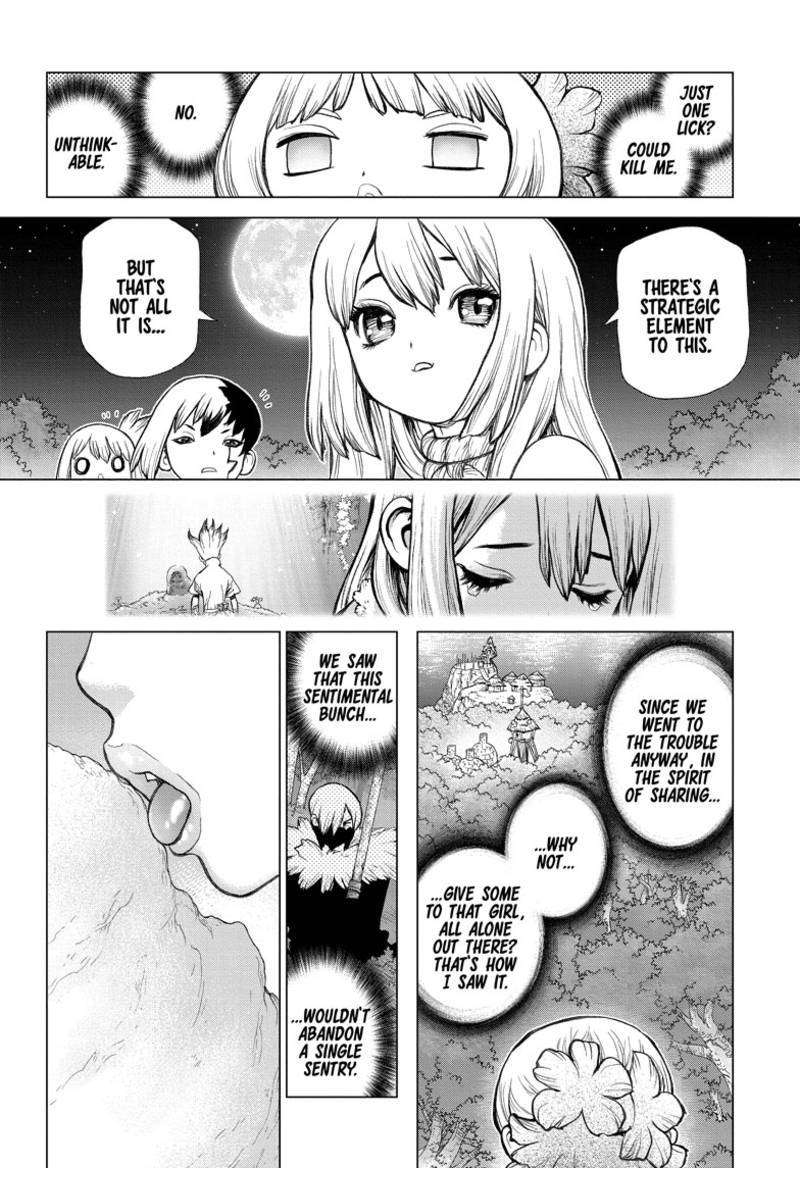 JUST
ONE
LICK?
COULD
KILL ME.
NO.
UNTHINK-
ABLE.
THERE'S A
STRATEGIC
ELEMENT
TO THIS.
BUT
THAT'S
NOT ALL
IT IS...
SINCE WE
WENT TO
THE TROUBLE
ANYWAY, IN
THE SPIRIT
OF SHARING...
...WHY
NOT...
...GIVE SOME
TO THAT GIRL,
ALL ALONE
OUT THERE?
THAT'S HOW
I SAW IT.
WE SAW
THAT THIS
SENTIMENTAL
BUNCH...
...WOULDN'T
ABANDON
A SINGLE
SENTRY.